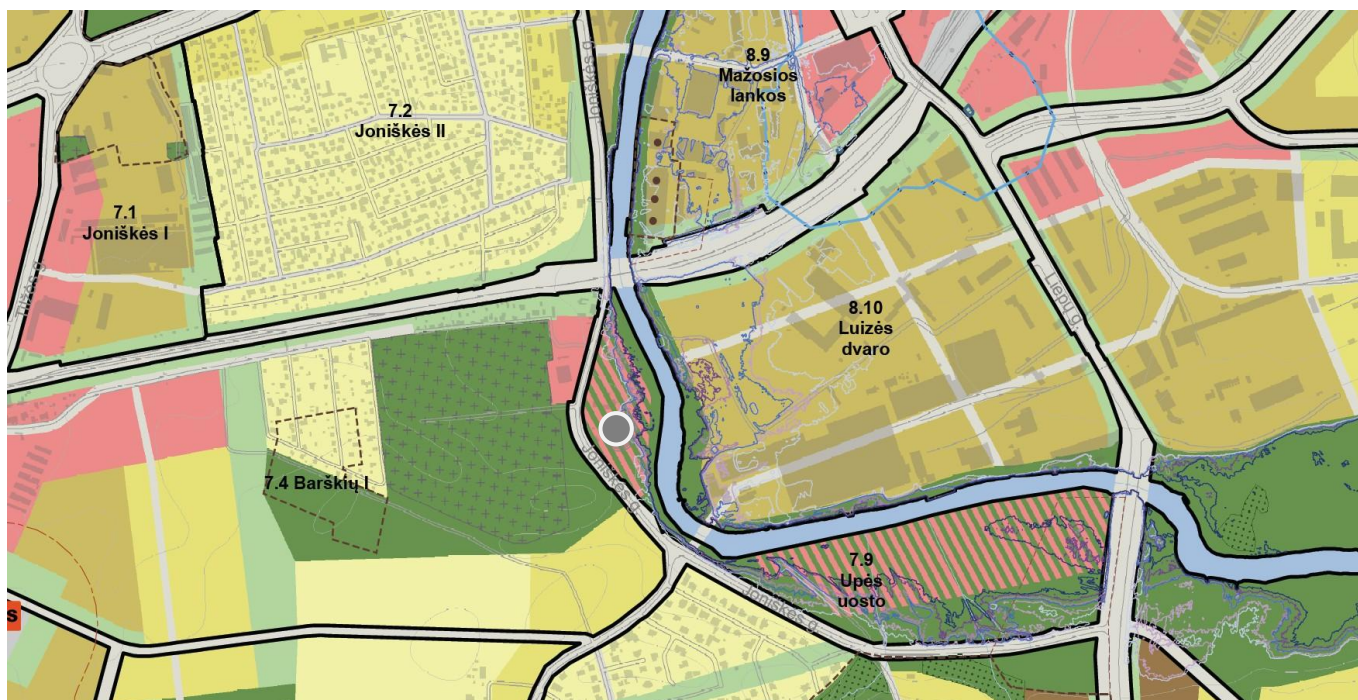 Joniškės g.
8.9
Mažosios
lankos
7.2
Joniškės II
7.1
Joniškės I
Tilžės g.
8.10
Luizės
dvaro
Liepų g.
7.4 Barškių I
Joniškės g.
7.9
Upės
uosto
Joniškės g.
s